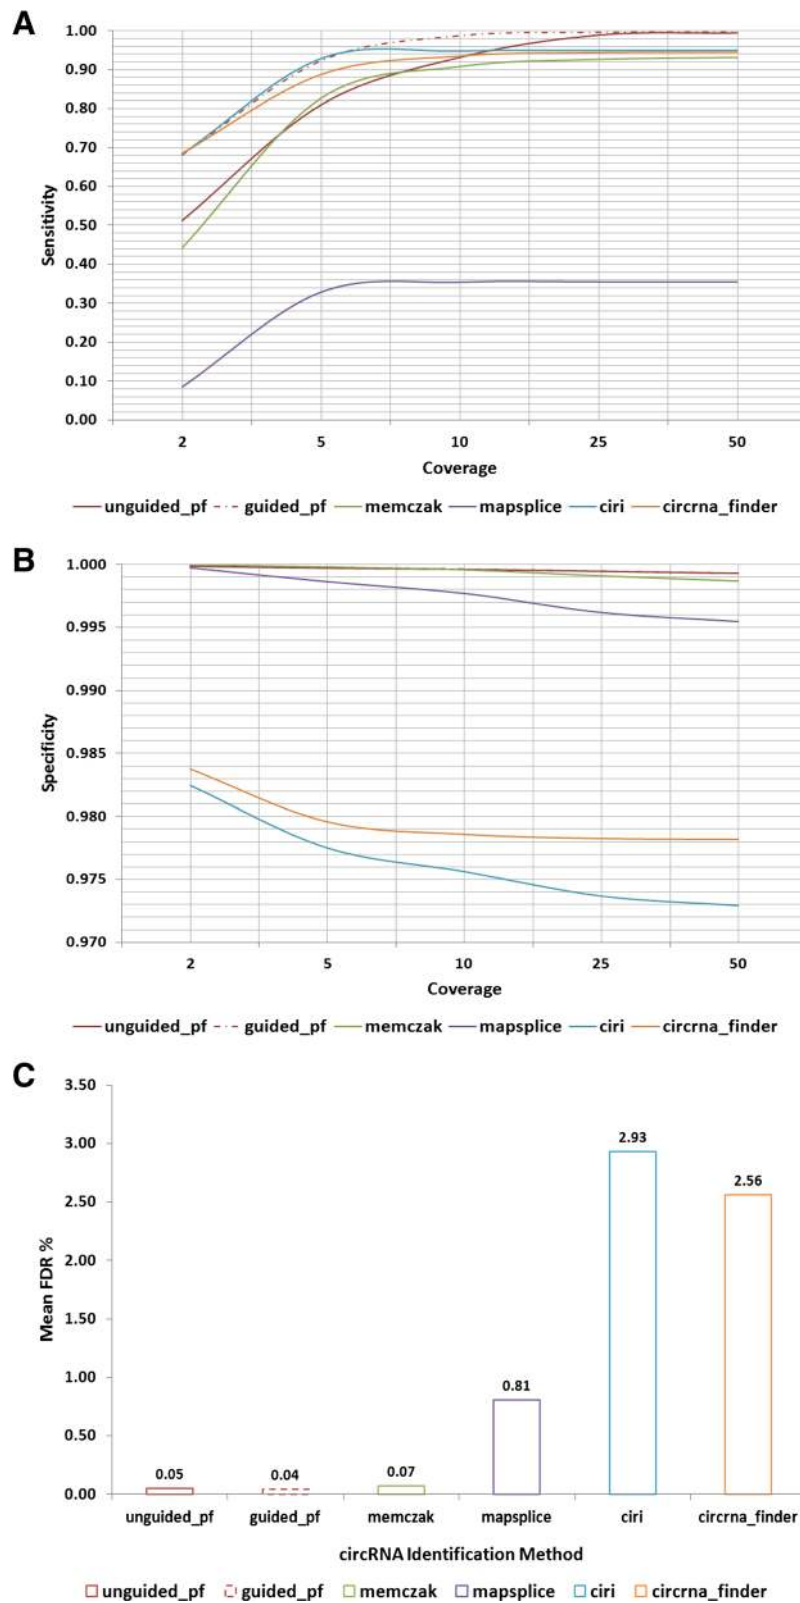 A
1.00
0.90
0.80
0.70
0.60
0.50
0.40
0.30
0.20
0.10
0.00
Sensitivity
2 5 10 25 50
Coverage
unguided_pf guided_pf memczak mapsplice ciri circrna_finder
B
1.000
0.995
0.990
0.985
0.980
0.975
0.970
Specificity
2 5 10 25 50
Coverage
unguided_pf guided_pf memczak mapsplice ciri circrna_finder
C
3.50
3.00
2.50
2.00
1.50
1.00
0.50
0.00
Mean FDR %
0.05 0.04 0.07 0.81 2.93 2.56
unguided_pf guided_pf memczak mapsplice ciri circrna_finder
circRNA Identification Method
unguided_pf guided_pf memczak mapsplice ciri circrna_finder